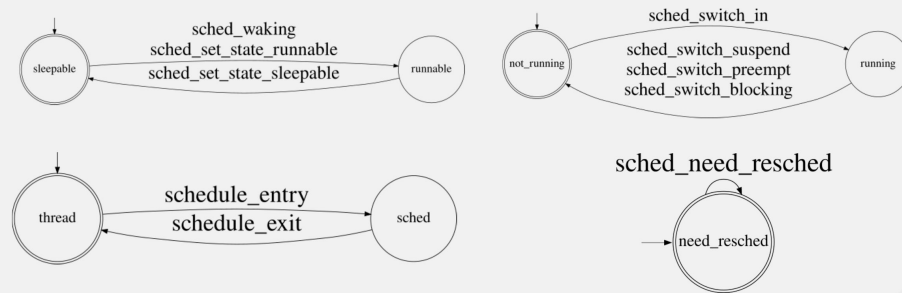 sched_waking
sched_set_state_runnable
sleepable
sched_set_state_sleepable
runnable
sched_switch_in
not_running
sched_switch_suspend
sched_switch_preempt
sched_switch_blocking
running
thread
schedule_entry
schedule_exit
sched
sched_need_resched
need_resched